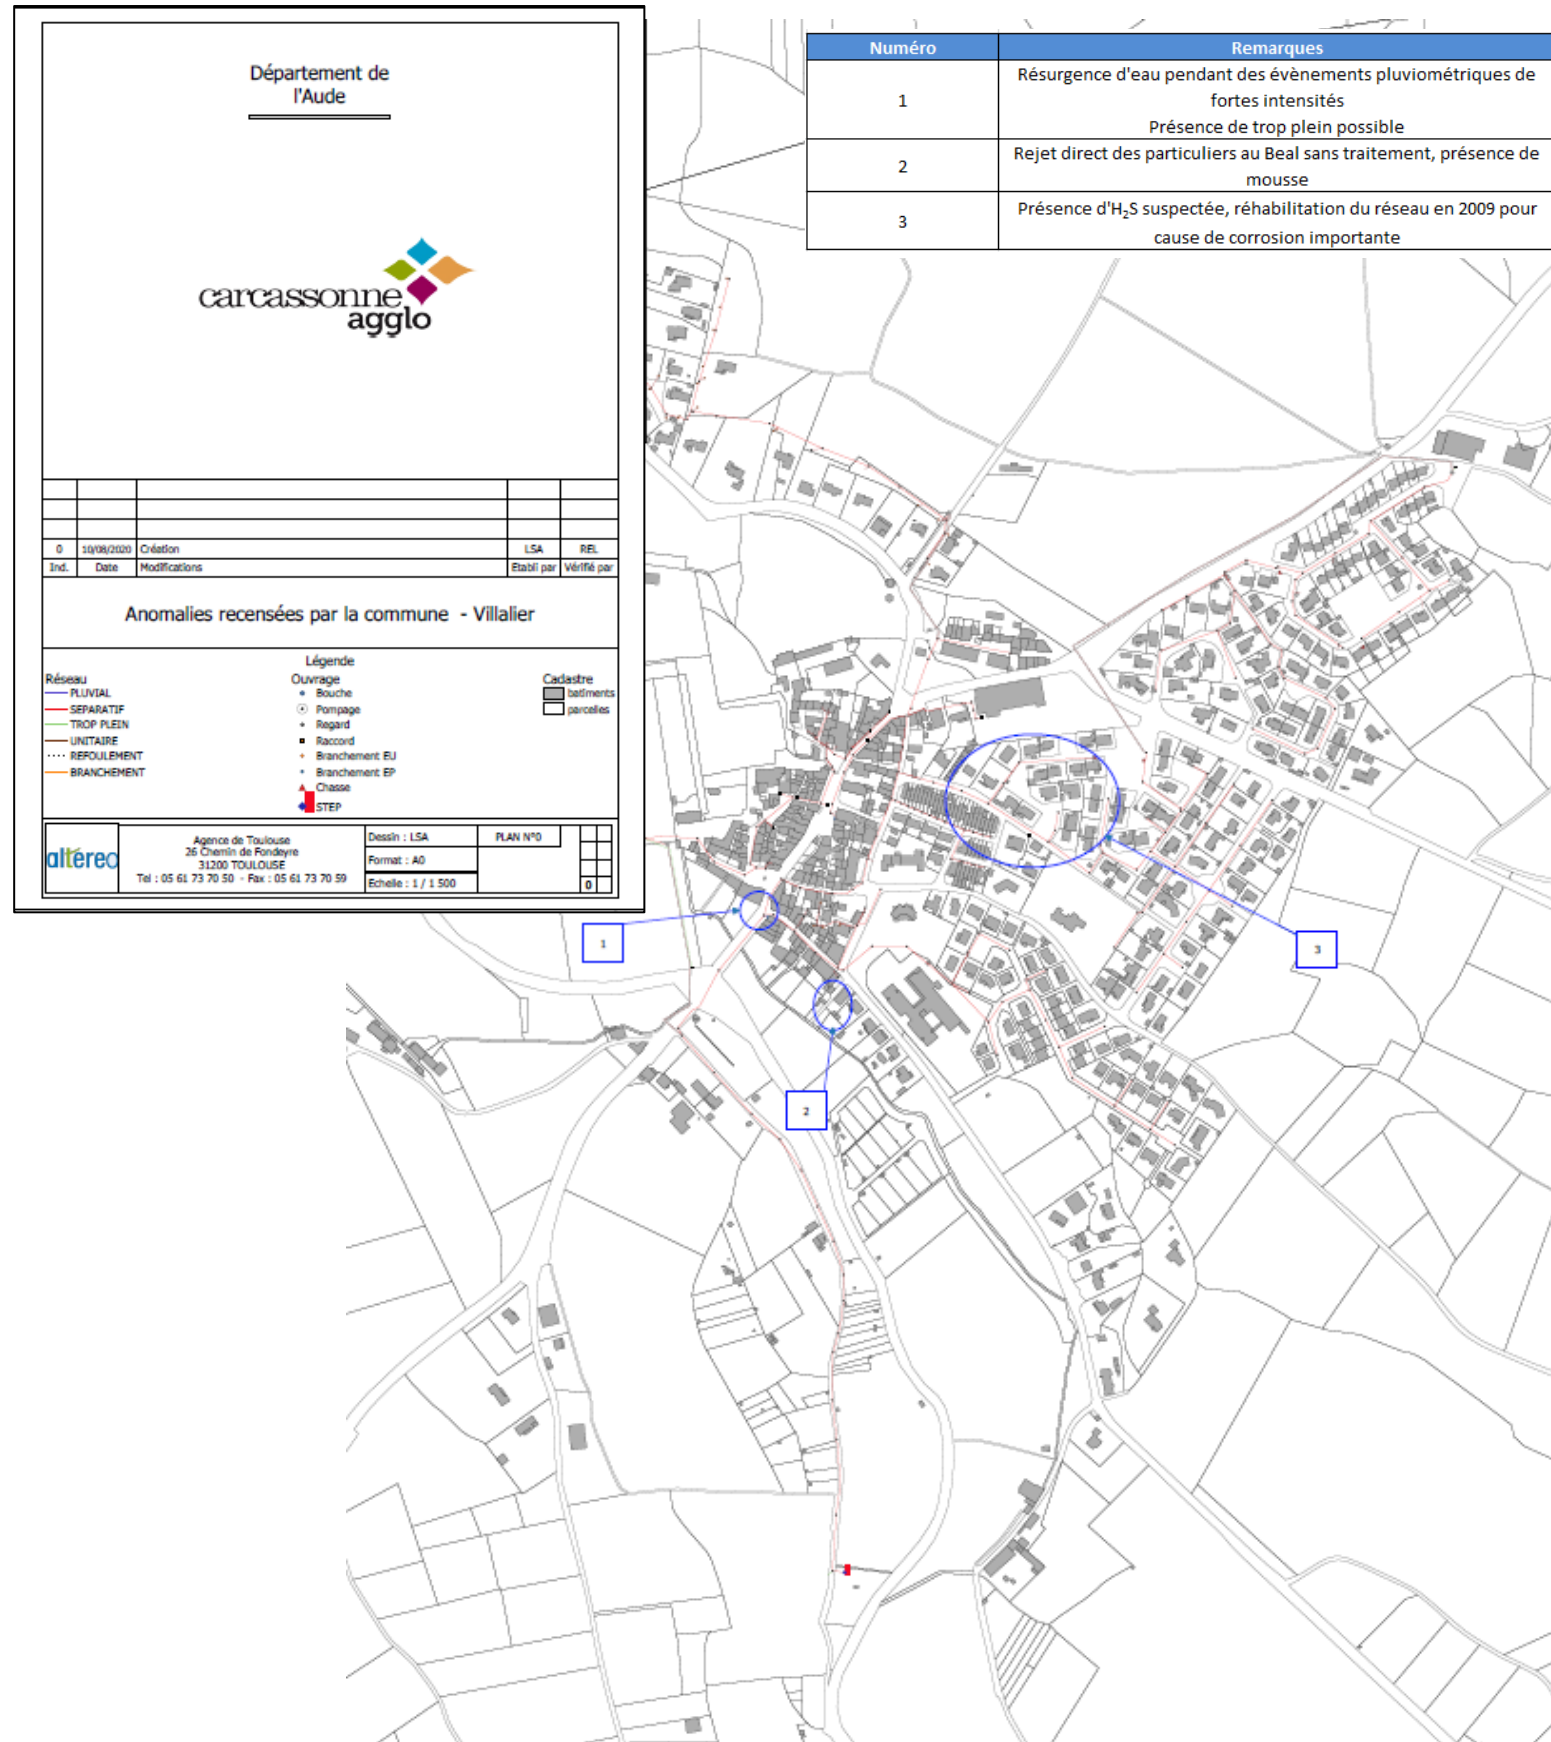 Département de
l'Aude
carcassonne
agglo
0 10/08/2020 Création LSA REL
Ind. Date Modifications Etabli par Vérifié par
Anomalies recensées par la commune - Villalier
Légende
Réseau
PLUVIAL
SEPARATIF
TROP PLEIN
UNITAIRE
REFOULEMENT
BRANCHEMENT
Ouvrage
Bouche
Pompage
Regard
Raccord
Branchement EU
Branchement EP
Chasse
STEP
Cadastre
batiments
parcelles
altereo
Agence de Toulouse
26 Chemin de Fondeyre
31200 TOULOUSE
Tel : 05 61 73 70 50 - Fax : 05 61 73 70 59
Dessin : LSA
Format : A0
Echelle : 1 / 1 500
PLAN N°0
0
Numéro Remarques
1 Résurgence d'eau pendant des évènements pluviométriques de
fortes intensités
Présence de trop plein possible
2 Rejet direct des particuliers au Beal sans traitement, présence de
mousse
3 Présence d'H₂S suspectée, réhabilitation du réseau en 2009 pour
cause de corrosion importante
1
3
2